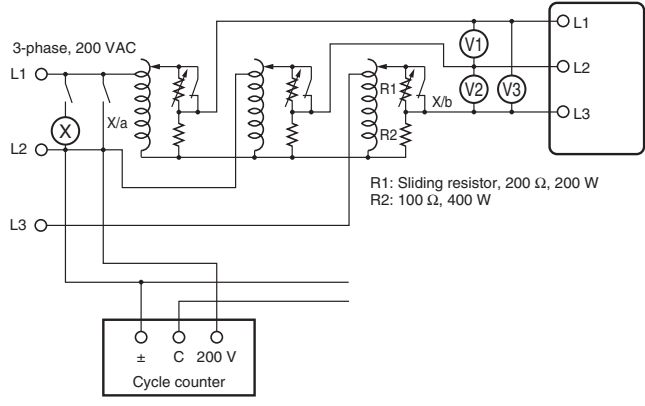 3-phase, 200 VAC
L1
X
X/a
L2
L3
R1
R2
X/b
V1
V2
V3
L1
L2
L3
R1: Sliding resistor, 200 Ω, 200 W
R2: 100 Ω, 400 W
± C 200 V
Cycle counter